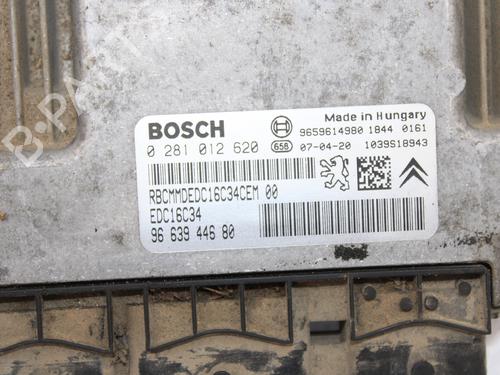 BOSCH
Made in Hungary
9659614980 1844 0161
0 281 012 620
658 07-04-20 1039S18943
RBCMMDEDC16C34CEM 00
EDC16C34
96 639 446 80
B-PARTS